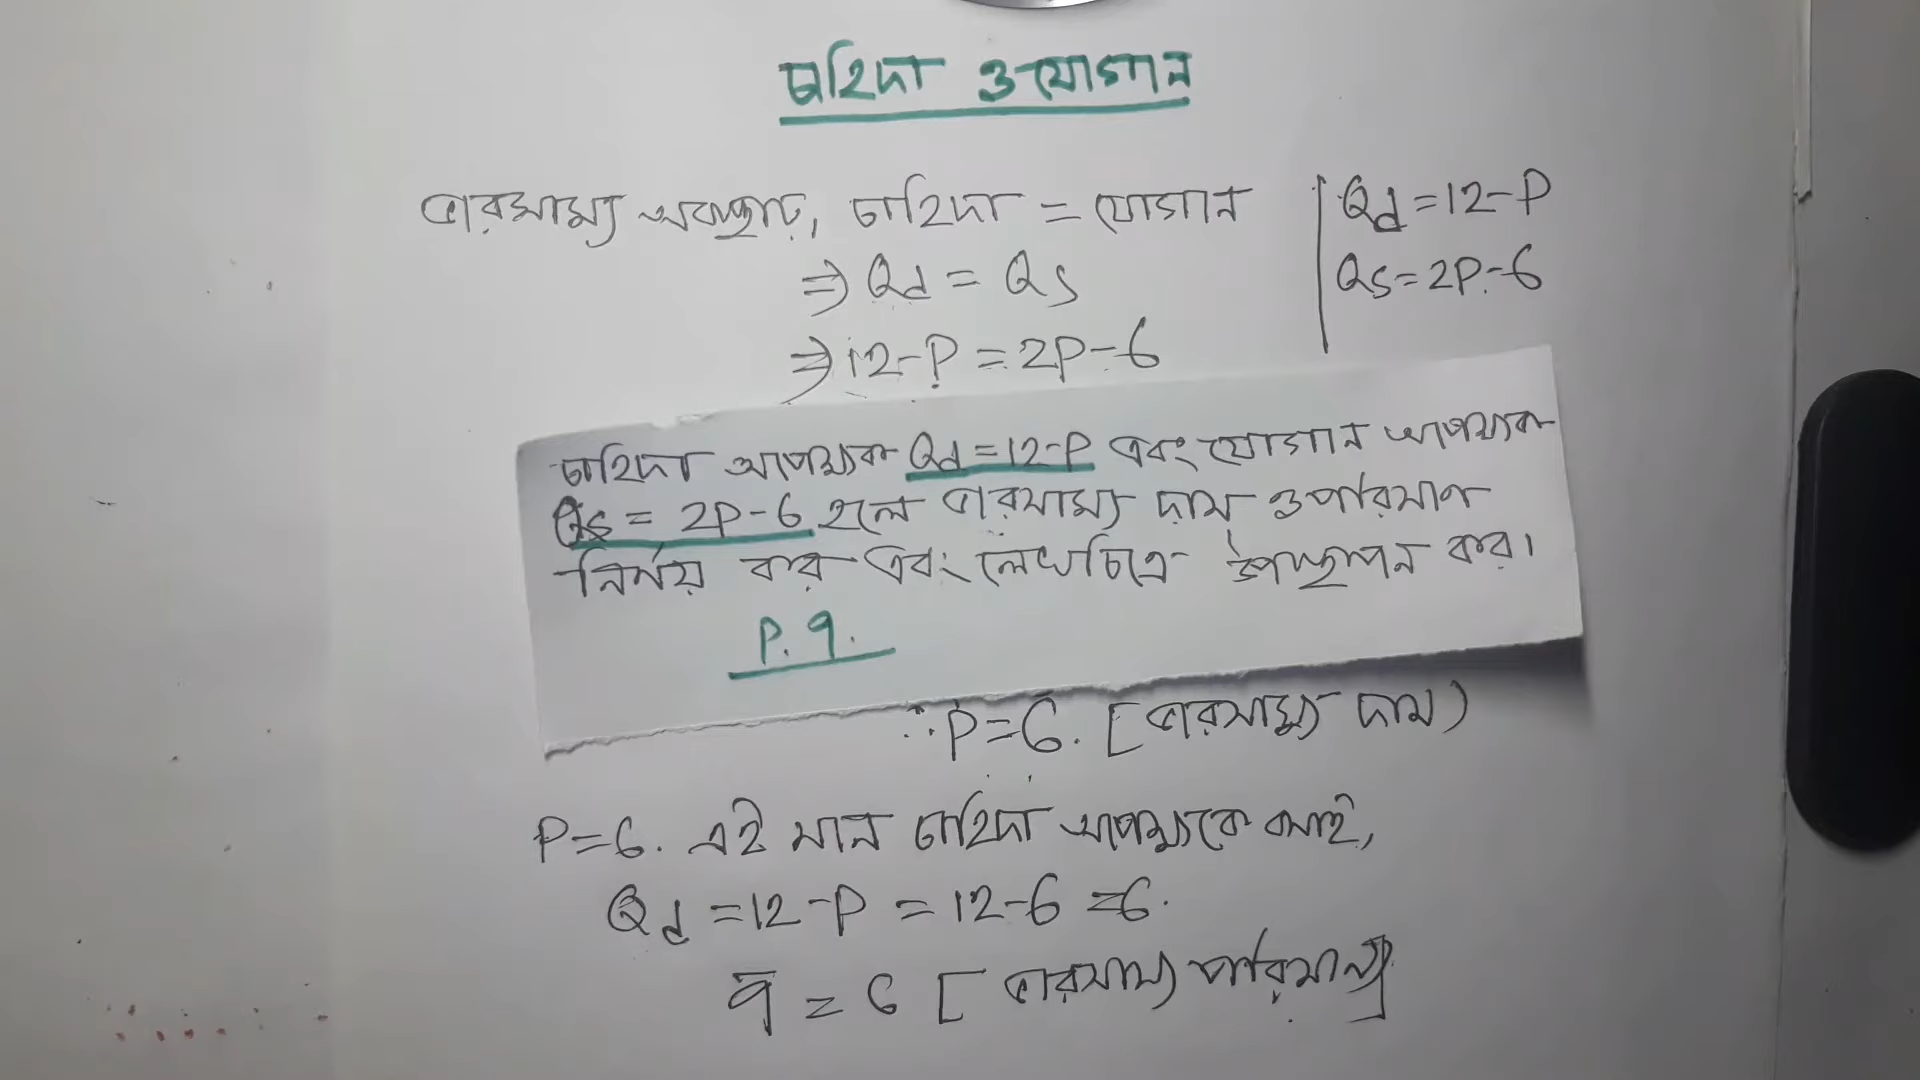 চাহিদা ও যোগান
ভারসাম্য অবস্থায়, চাহিদা = যোগান
⇒ Qd = Qs
⇒ 12-P = 2P-6
Qd = 12-P
Qs = 2P-6
চাহিদা অপেক্ষক Qd = 12-P এবং যোগান অপেক্ষক
Qs = 2P-6 হলে ভারসাম্য দাম ও পরিমাণ
নির্ণয় কর এবং লেখচিত্রে উপস্থাপন কর।
P. q.
∴ P = 6. [ভারসাম্য দাম)
P = 6. এই মান চাহিদা অপেক্ষকে বসাই,
Qd = 12-P = 12-6 = 6.
q̄ = 6 [ভারসাম্য পরিমান]